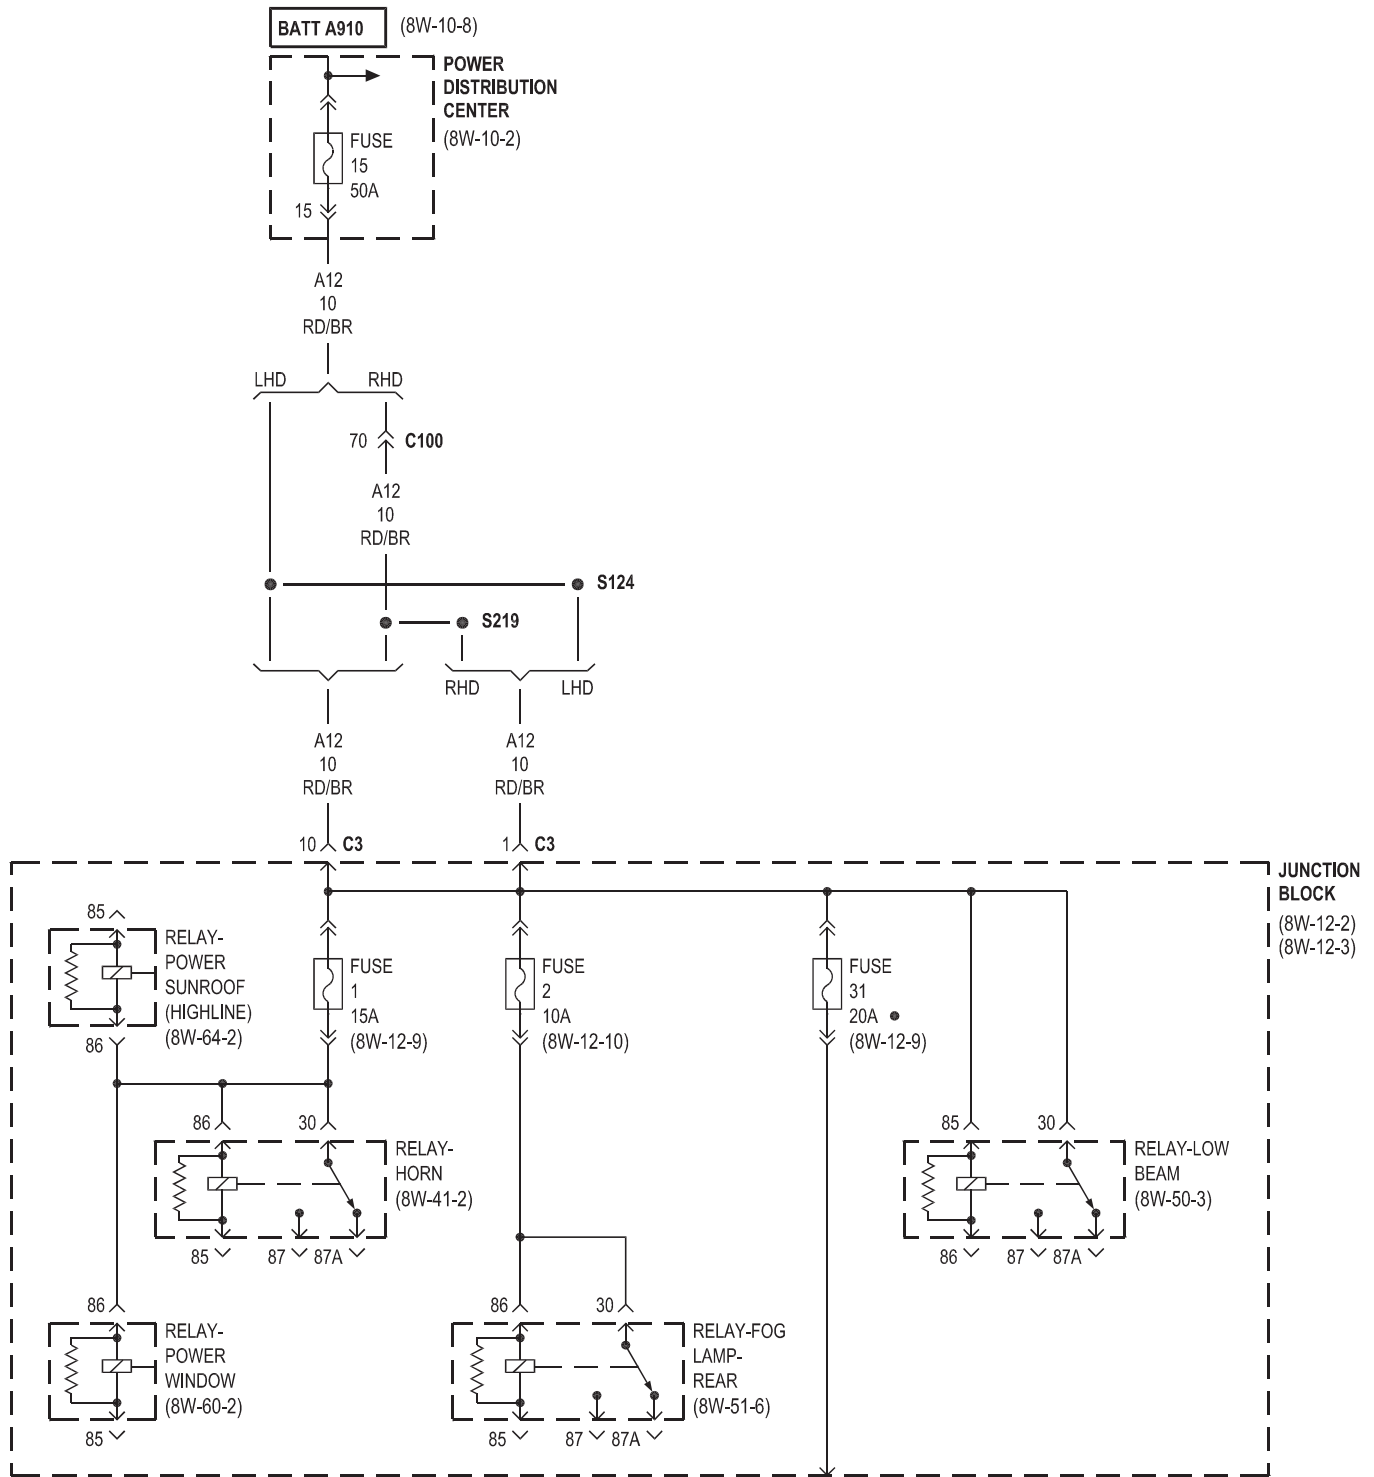 BATT A910
(8W-10-8)
POWER
DISTRIBUTION
CENTER
(8W-10-2)
FUSE
15
50A
15
A12
10
RD/BR
LHD
RHD
70
C100
A12
10
RD/BR
S124
S219
RHD
LHD
A12
10
RD/BR
A12
10
RD/BR
10
C3
1
C3
JUNCTION
BLOCK
(8W-12-2)
(8W-12-3)
85
RELAY-
POWER
SUNROOF
(HIGHLINE)
(8W-64-2)
86
FUSE
1
15A
(8W-12-9)
FUSE
2
10A
(8W-12-10)
FUSE
31
20A
(8W-12-9)
86
30
RELAY-
HORN
(8W-41-2)
85
87
87A
85
30
RELAY-LOW
BEAM
(8W-50-3)
86
87
87A
86
RELAY-
POWER
WINDOW
(8W-60-2)
85
86
30
RELAY-FOG
LAMP-
REAR
(8W-51-6)
85
87
87A